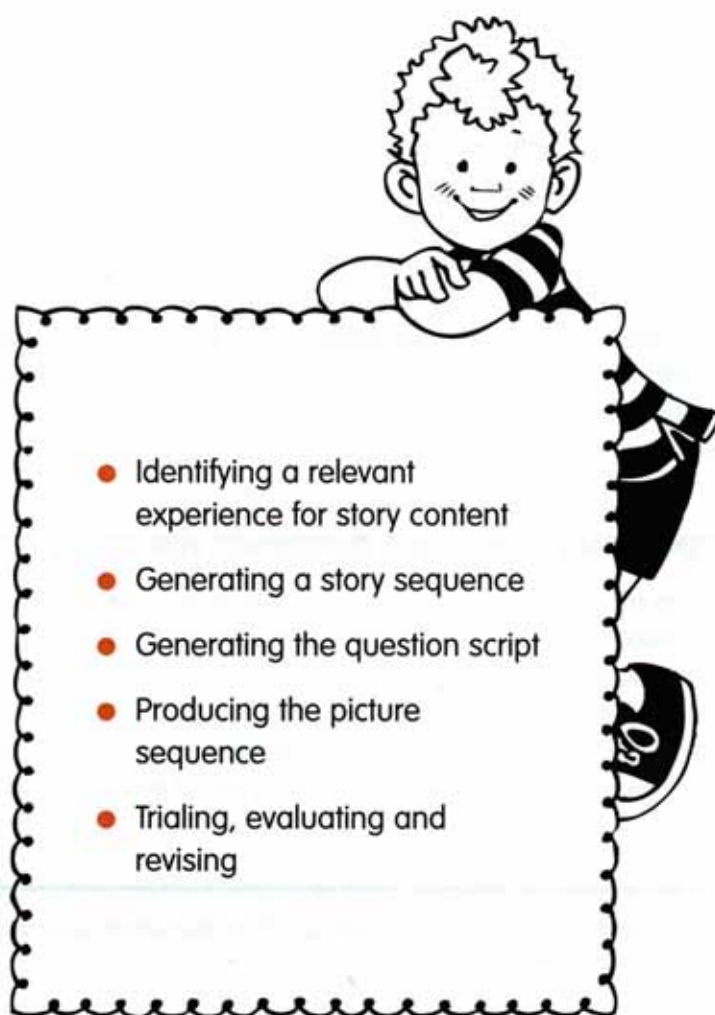 ● Identifying a relevant
experience for story content
● Generating a story sequence
● Generating the question script
● Producing the picture
sequence
● Trialing, evaluating and
revising